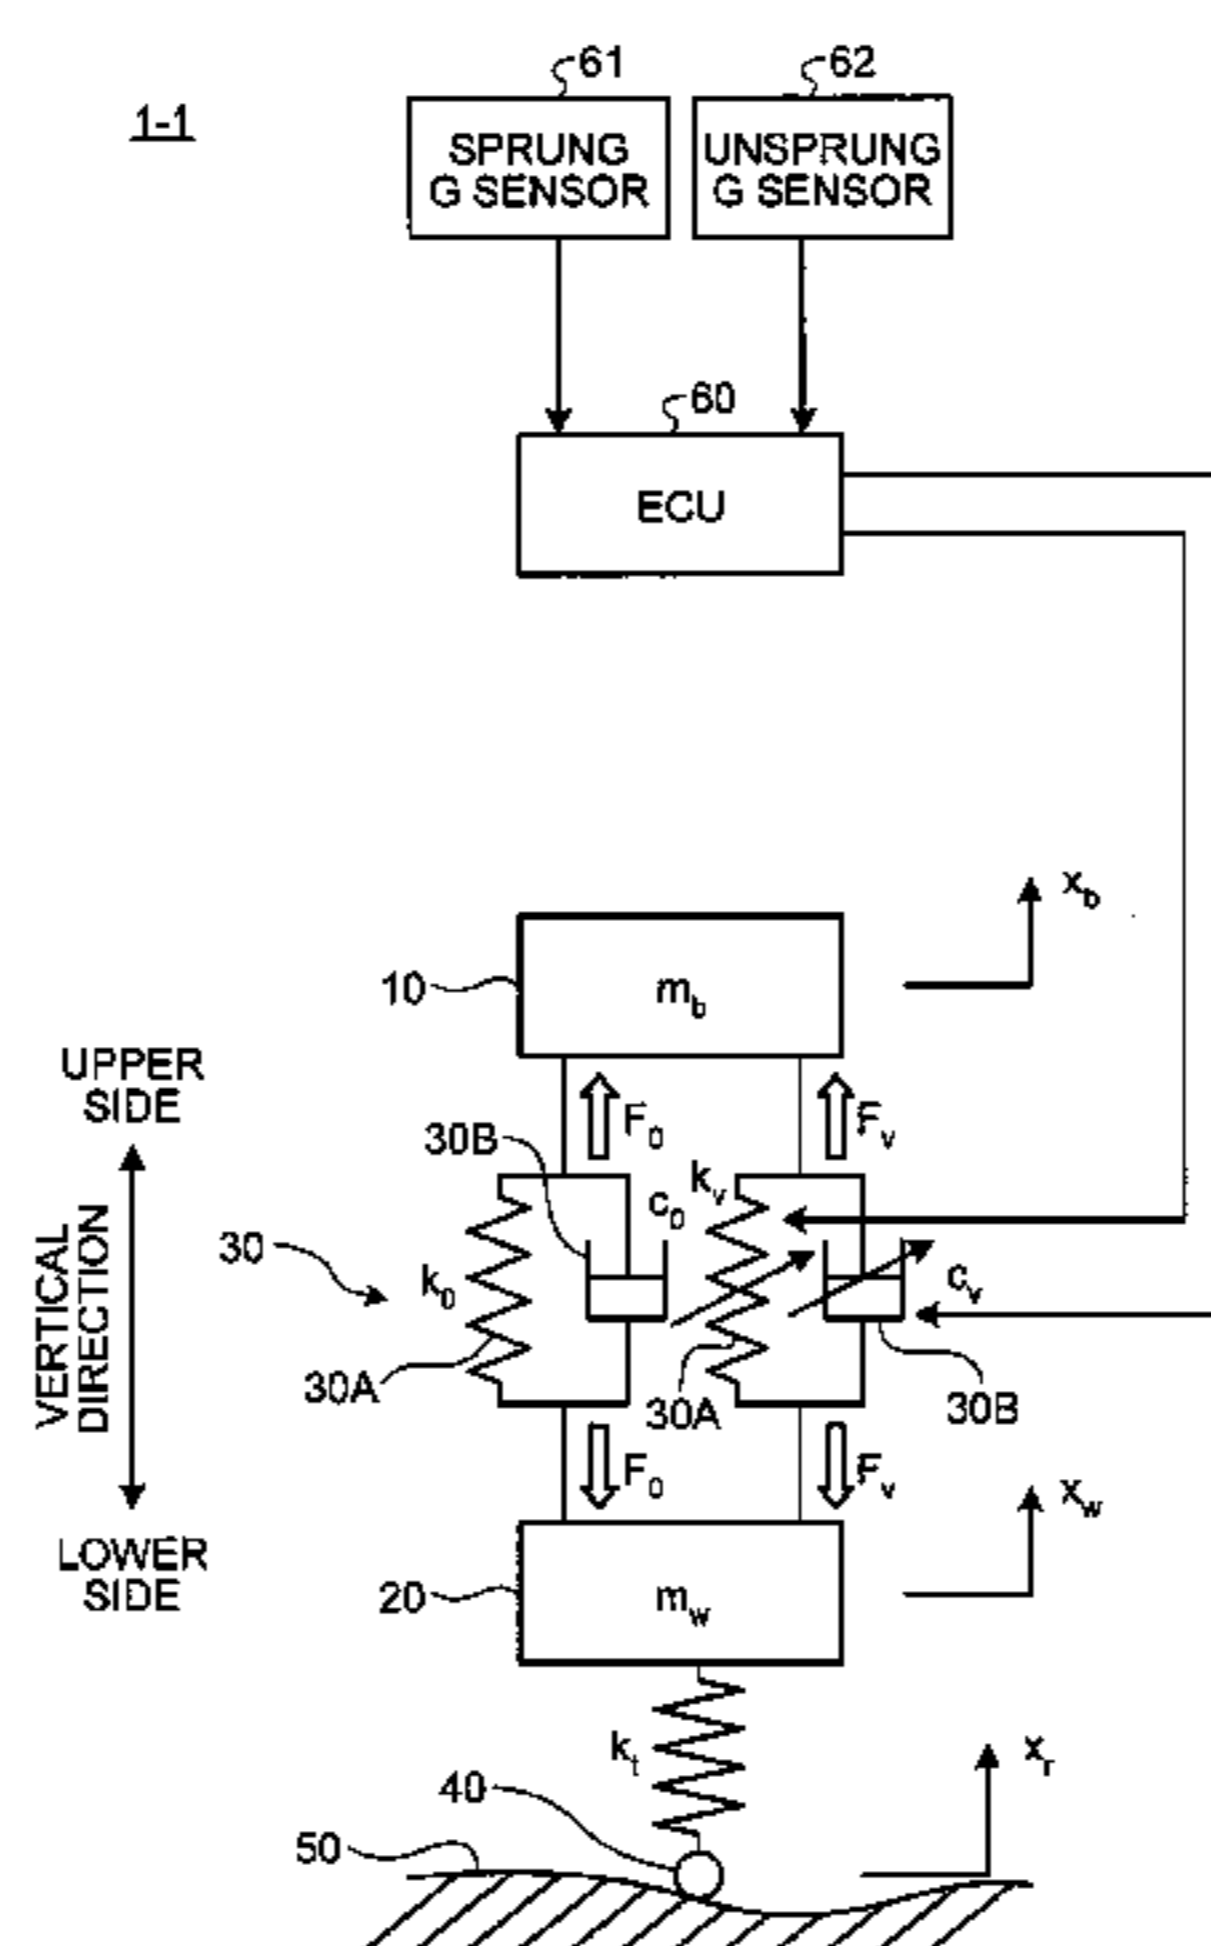 61
62
1-1
SPRUNG
G SENSOR
UNSPRUNG
G SENSOR
60
ECU
x_b
10
m_b
UPPER
SIDE
F_0
F_v
30B
k_v
c_0
VERTICAL
DIRECTION
30
k_0
c_v
30A
30A
30B
F_0
F_v
x_w
LOWER
SIDE
20
m_w
k_t
x_r
40
50